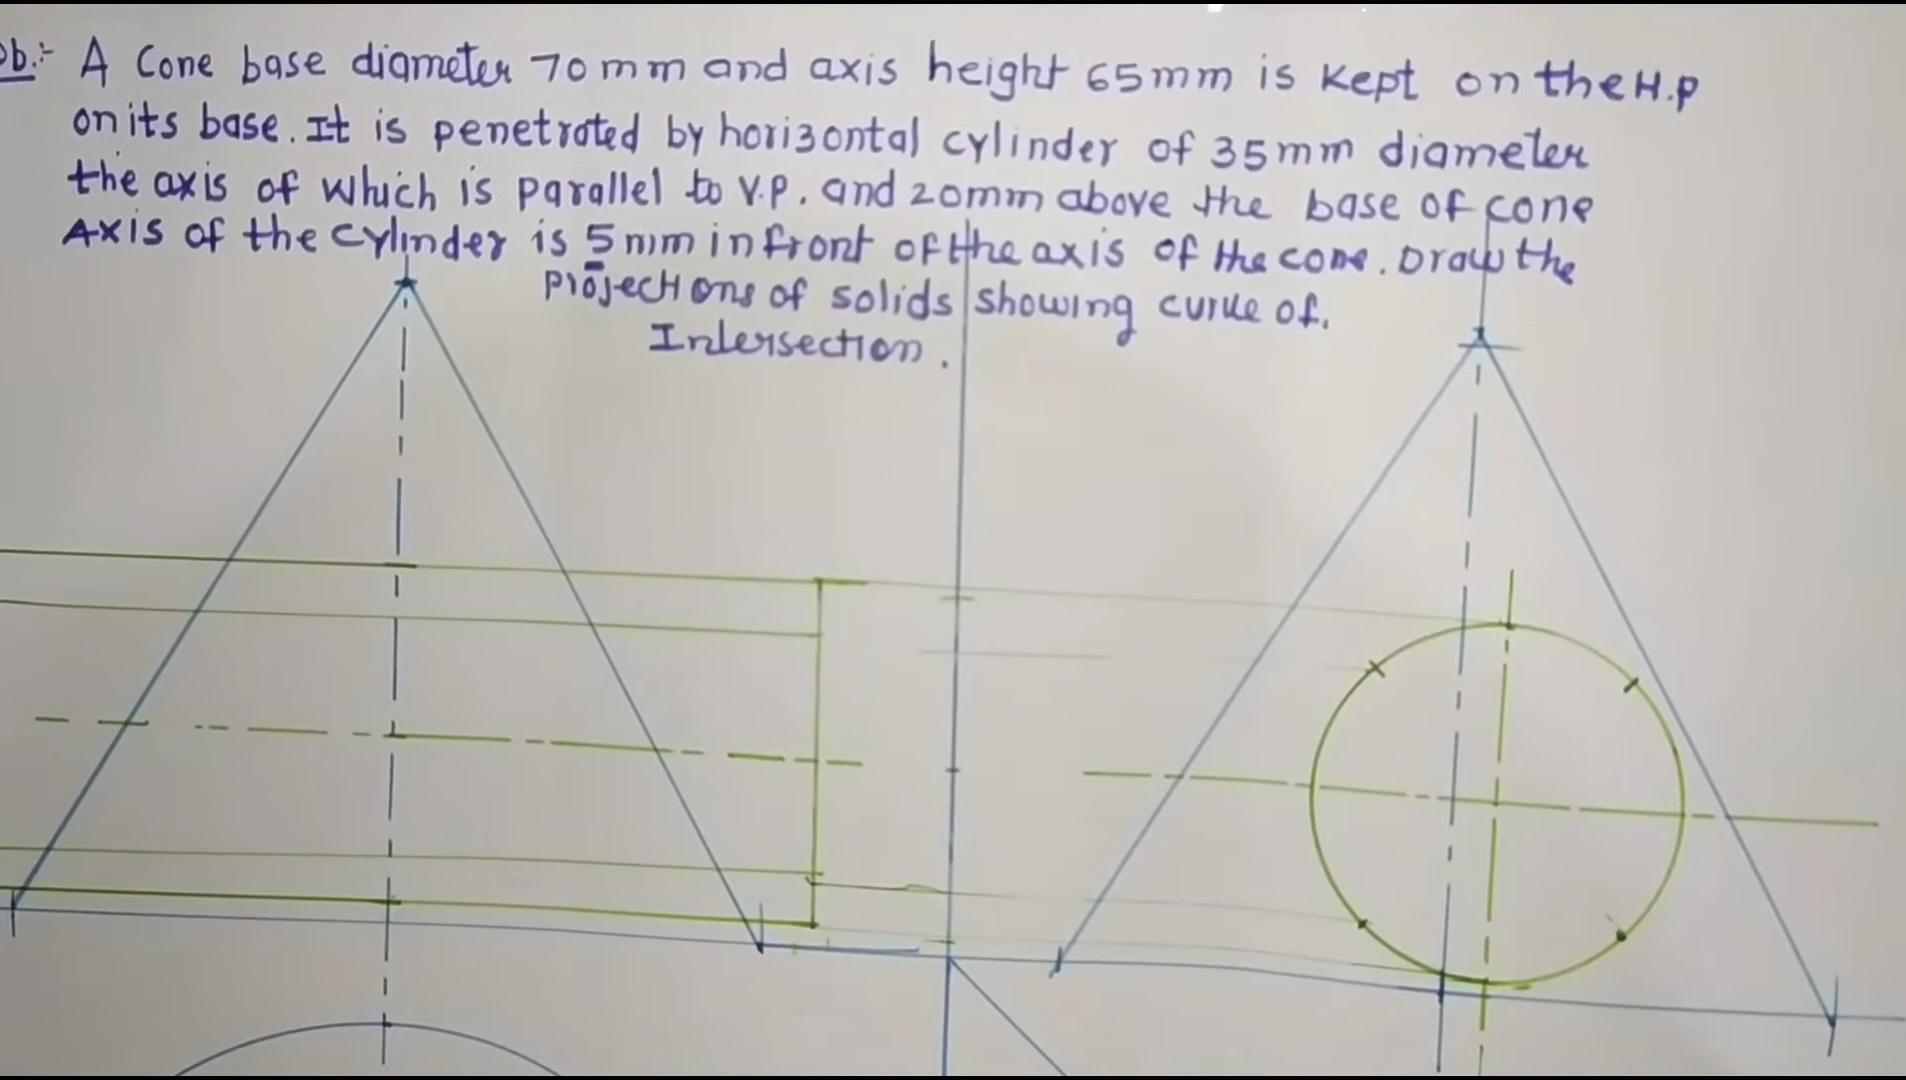 Ob:- A Cone base diameter 70mm and axis height 65mm is kept on the H.P
on its base. It is penetrated by horizontal cylinder of 35mm diameter
the axis of which is parallel to V.P. and 20mm above the base of cone
Axis of the cylinder is 5mm in front of the axis of the cone. Draw the
projections of solids showing curve of.
Intersection.